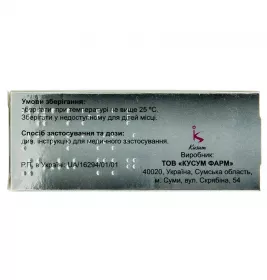 Умови зберігання:
Зберігати при температурі не вище 25 °С.
Зберігати у недоступному для дітей місці.
Спосіб застосування та дози:
див. інструкцію для медичного застосування.
Р.П. в Україні: UA/16294/01/01
Кусум
Виробник:
ТОВ "КУСУМ ФАРМ"
40020, Україна, Сумська область,
м. Суми, вул. Скрябіна, 54